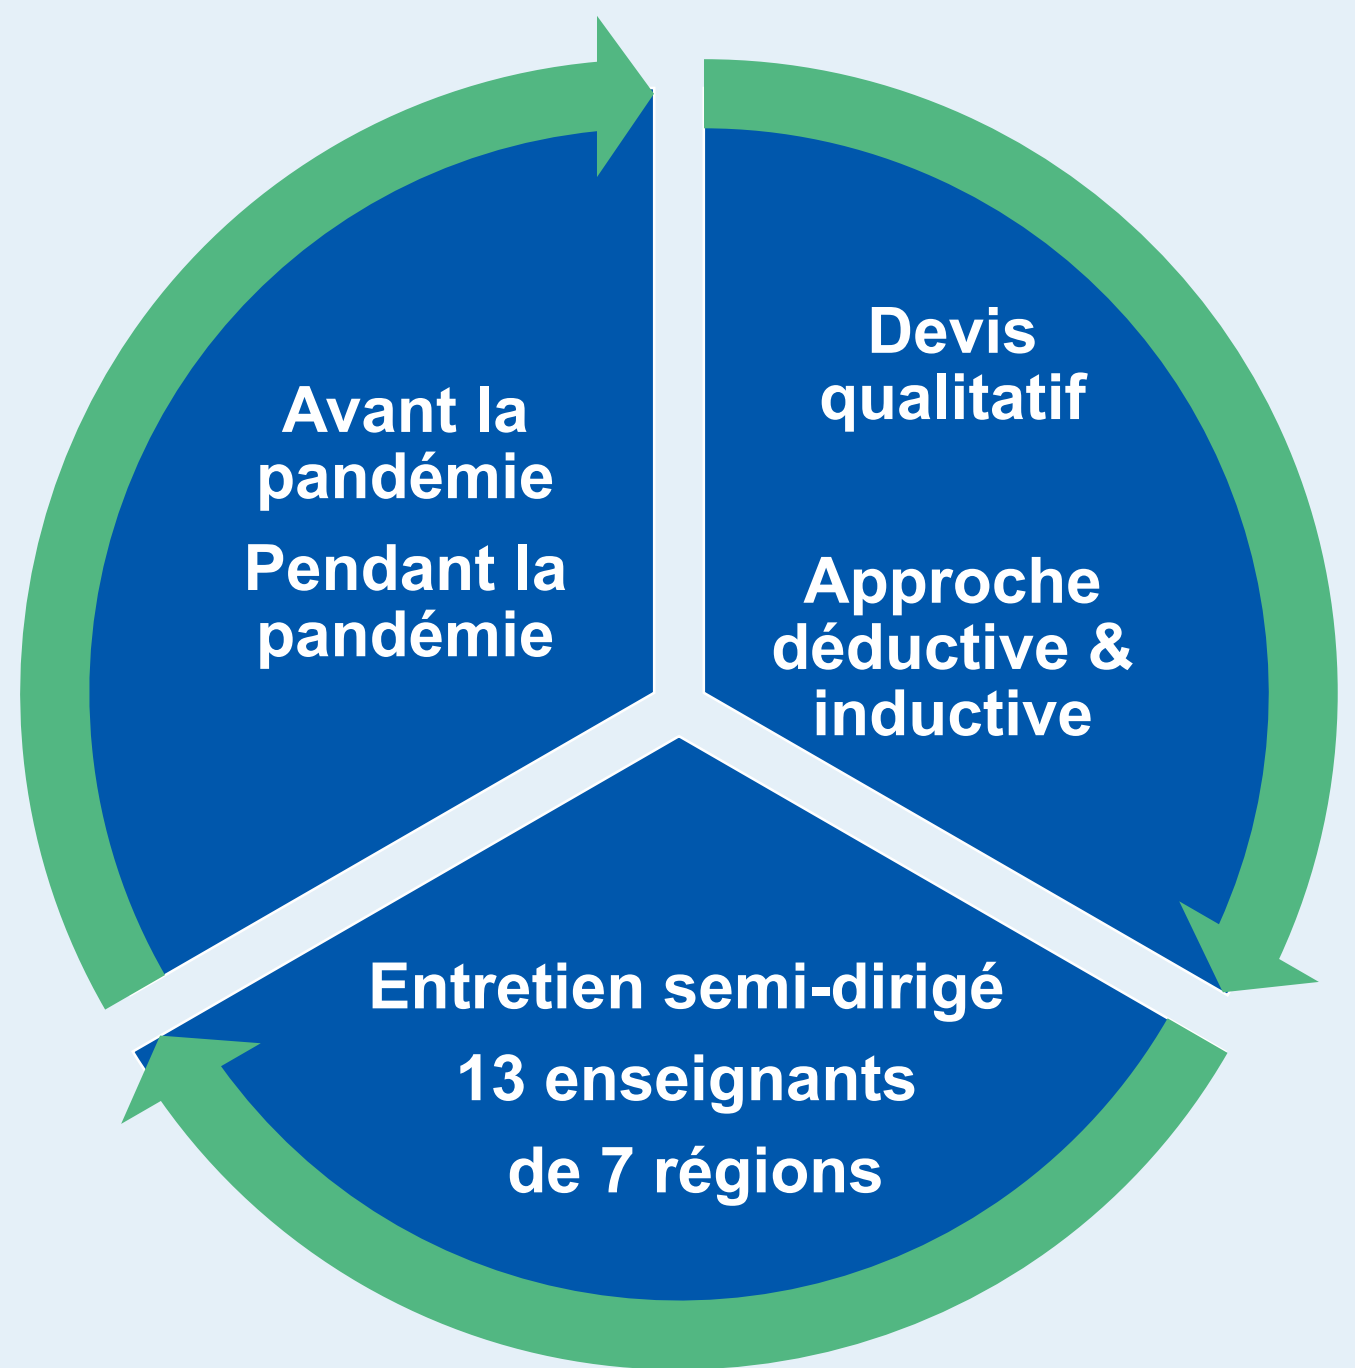 Avant la
pandémie
Pendant la
pandémie
Devis
qualitatif
Approche
déductive &
inductive
Entretien semi-dirigé
13 enseignants
de 7 régions